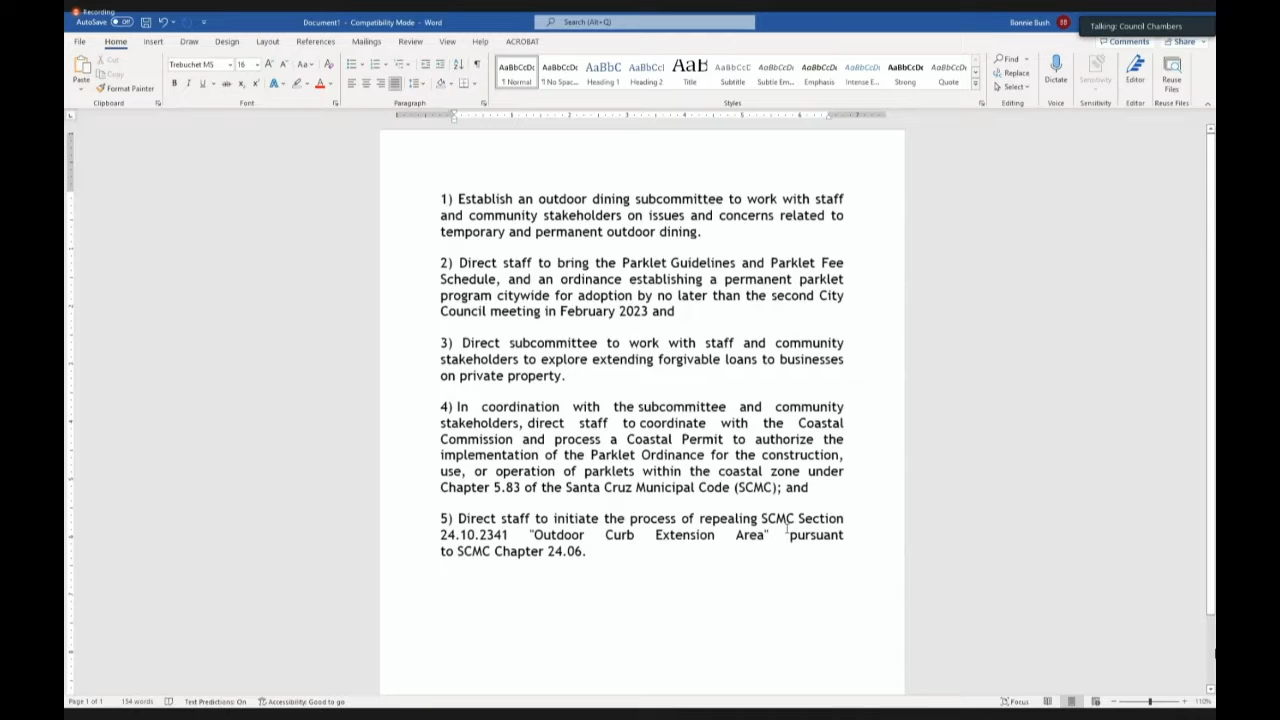 Recording
AutoSave Off
Document1 - Compatibility Mode - Word
Search (Alt+Q)
Bonnie Bush BB
Talking: Council Chambers
File Home Insert Draw Design Layout References Mailings Review View Help ACROBAT
Comments Share
Paste
Cut
Copy
Format Painter
Clipboard
Trebuchet MS 16
Font
Paragraph
AaBbCcDc AaBbCcDc AaBbC AaBbCcI AaB AaBbCcC AaBbCcDı AaBbCcDı AaBbCcDı AaBbCcDc AaBbCcDı
¶ Normal ¶ No Spac... Heading 1 Heading 2 Title Subtitle Subtle Em... Emphasis Intense E... Strong Quote
Styles
Find
Replace
Select
Editing
Dictate
Voice
Sensitivity
Sensitivity
Editor
Editor
Reuse
Files
Reuse Files
1) Establish an outdoor dining subcommittee to work with staff
and community stakeholders on issues and concerns related to
temporary and permanent outdoor dining.
2) Direct staff to bring the Parklet Guidelines and Parklet Fee
Schedule, and an ordinance establishing a permanent parklet
program citywide for adoption by no later than the second City
Council meeting in February 2023 and
3) Direct subcommittee to work with staff and community
stakeholders to explore extending forgivable loans to businesses
on private property.
4) In coordination with the subcommittee and community
stakeholders, direct staff to coordinate with the Coastal
Commission and process a Coastal Permit to authorize the
implementation of the Parklet Ordinance for the construction,
use, or operation of parklets within the coastal zone under
Chapter 5.83 of the Santa Cruz Municipal Code (SCMC); and
5) Direct staff to initiate the process of repealing SCMC Section
24.10.2341 "Outdoor Curb Extension Area" pursuant
to SCMC Chapter 24.06.
Page 1 of 1 154 words Text Predictions: On Accessibility: Good to go
Focus
110%